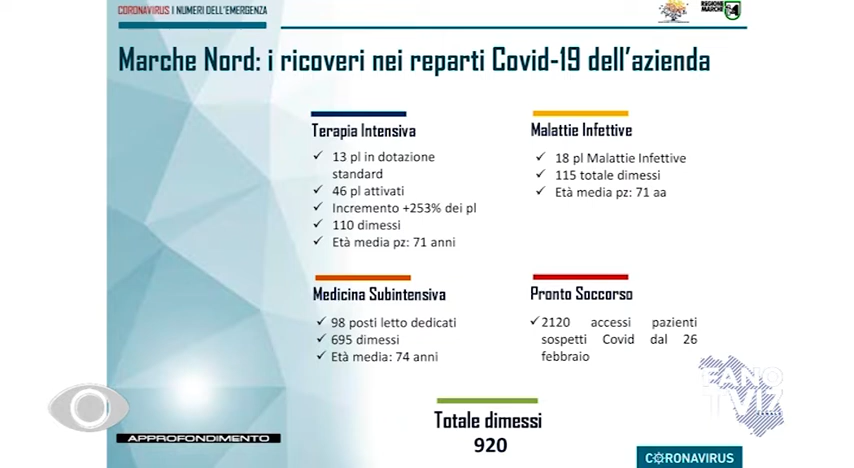 CORONAVIRUS I NUMERI DELL'EMERGENZA
REGIONE
MARCHE
Marche Nord: i ricoveri nei reparti Covid-19 dell'azienda
Terapia Intensiva
✓ 13 pl in dotazione
standard
✓ 46 pl attivati
✓ Incremento +253% dei pl
✓ 110 dimessi
✓ Età media pz: 71 anni
Malattie Infettive
✓ 18 pl Malattie Infettive
✓ 115 totale dimessi
✓ Età media pz: 71 aa
Medicina Subintensiva
✓ 98 posti letto dedicati
✓ 695 dimessi
✓ Età media: 74 anni
Pronto Soccorso
✓ 2120 accessi pazienti
sospetti Covid dal 26
febbraio
Totale dimessi
920
FANO
TV
CANALE
APPROFONDIMENTO
CORONAVIRUS